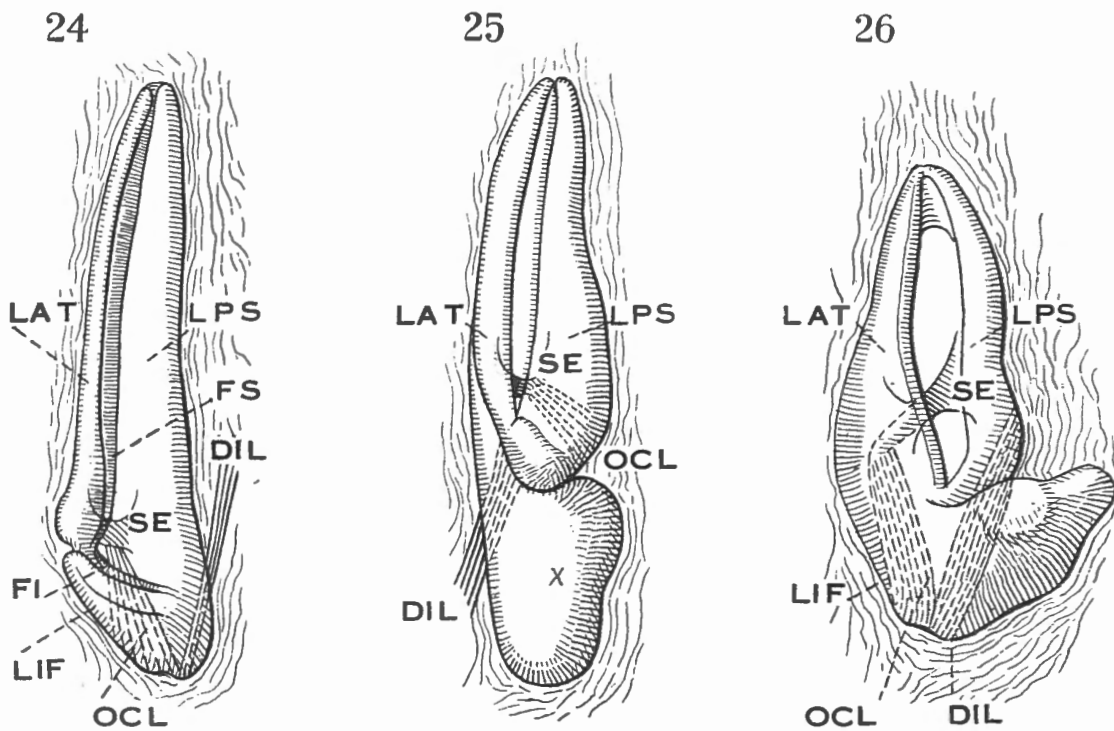 24
25
26
LAT
LPS
FS
DIL
SE
FI
LIF
OCL
LAT
LPS
SE
OCL
X
DIL
LAT
LPS
SE
LIF
OCL
DIL